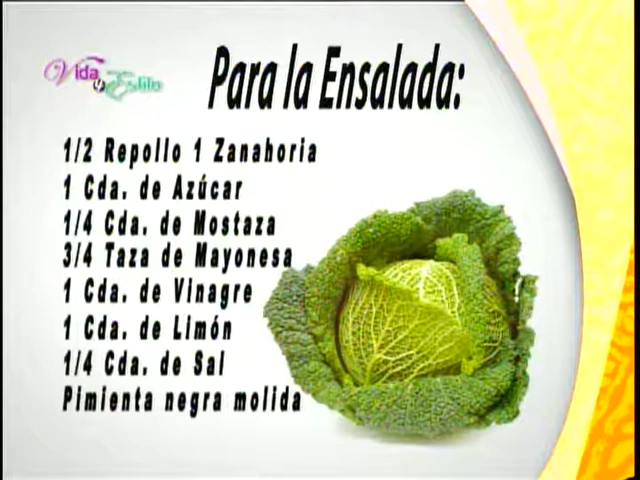 Vida y Estilo
Para la Ensalada:
1/2 Repollo 1 Zanahoria
1 Cda. de Azúcar
1/4 Cda. de Mostaza
3/4 Taza de Mayonesa
1 Cda. de Vinagre
1 Cda. de Limón
1/4 Cda. de Sal
Pimienta negra molida